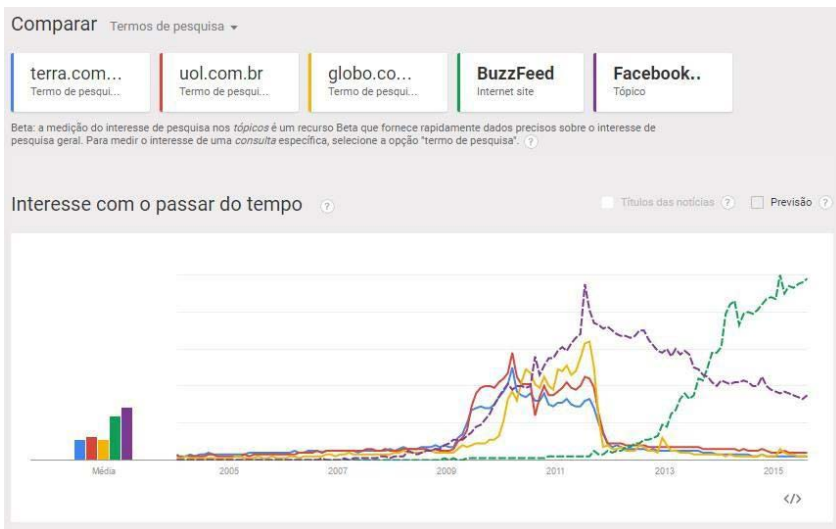 Comparar Termos de pesquisa
terra.com... uol.com.br globo.co... BuzzFeed Facebook..
Termo de pesqui... Termo de pesqui... Termo de pesqui... Internet site Tópico
Beta: a medição do interesse de pesquisa nos tópicos é um recurso Beta que fornece rapidamente dados precisos sobre o interesse de
pesquisa geral. Para medir o interesse de uma consulta específica, selecione a opção "termo de pesquisa". ?
Interesse com o passar do tempo ? Títulos das notícias ? Previsão ?
Média 2005 2007 2009 2011 2013 2015
</>